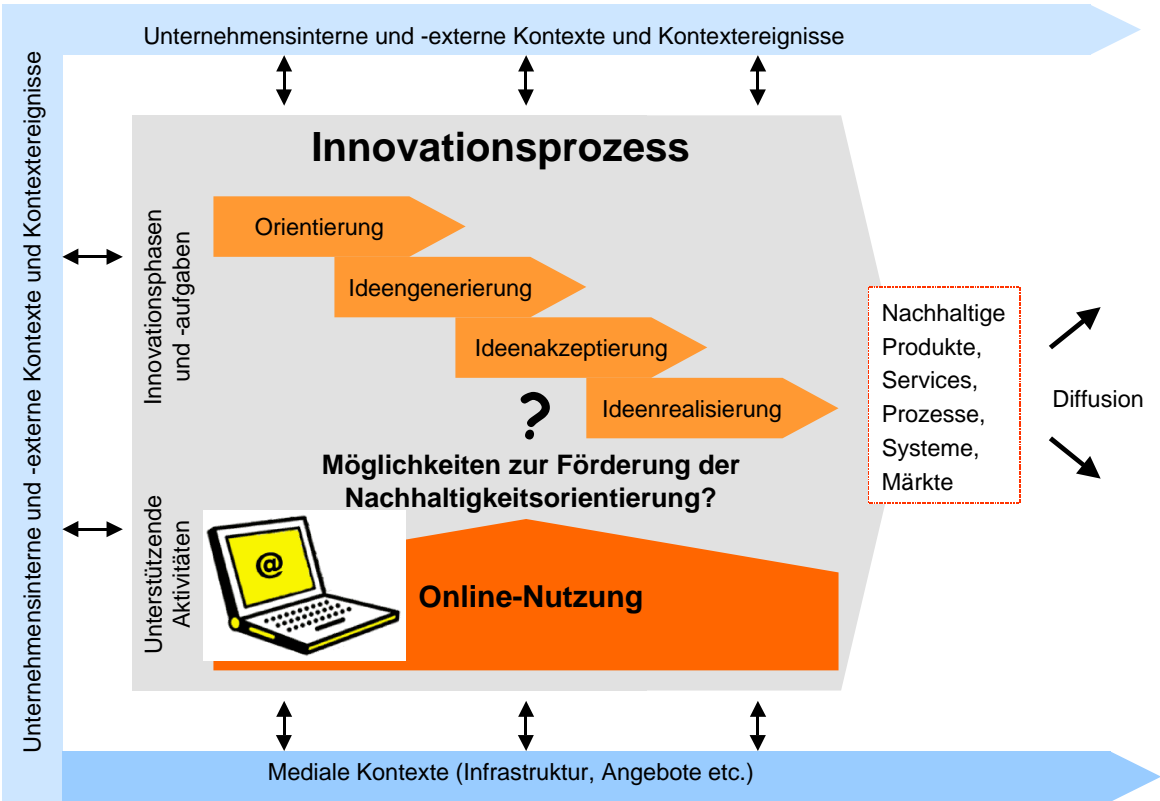 Unternehmensinterne und -externe Kontexte und Kontextereignisse
Unternehmensinterne und -externe Kontexte und Kontextereignisse
Innovationsprozess
Innovationsphasen
und -aufgaben
Orientierung
Ideengenerierung
Ideenakzeptierung
Ideenrealisierung
?
Möglichkeiten zur Förderung der
Nachhaltigkeitsorientierung?
Unterstützende
Aktivitäten
@
Online-Nutzung
Nachhaltige
Produkte,
Services,
Prozesse,
Systeme,
Märkte
Diffusion
Mediale Kontexte (Infrastruktur, Angebote etc.)